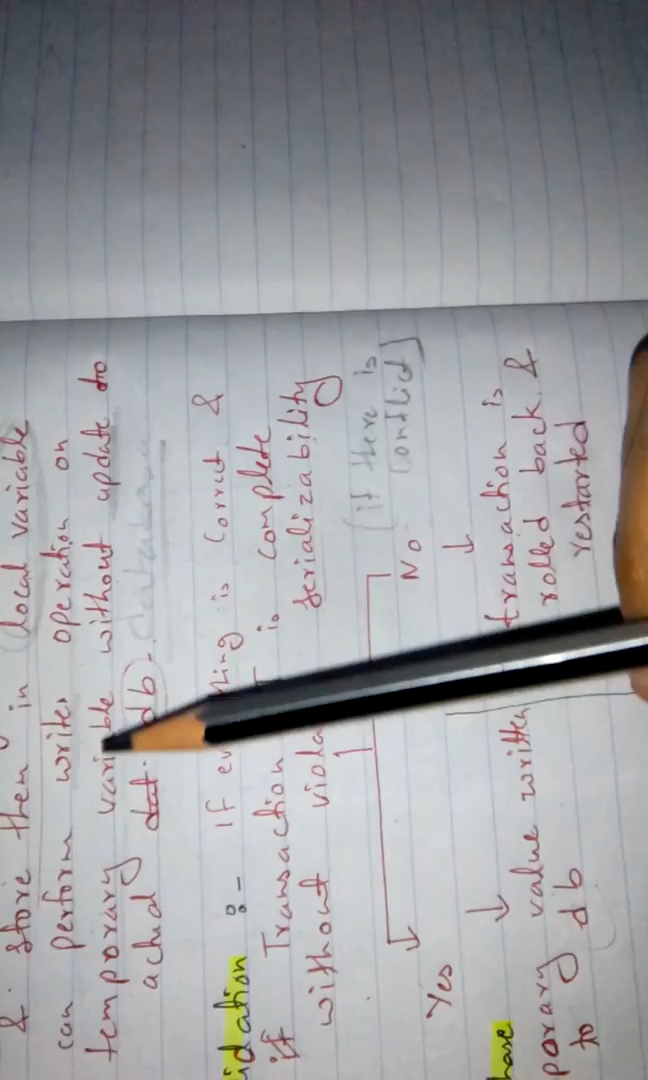 & store then in local variable
can perform write operation on
temporary variable without update to
actual db.
idation :- If everything is correct &
if Transaction is complete
without serializability
[if there is
conflict]
Yes No
↓ ↓
transaction is
rolled back &
restarted
hase
porary value written
to db